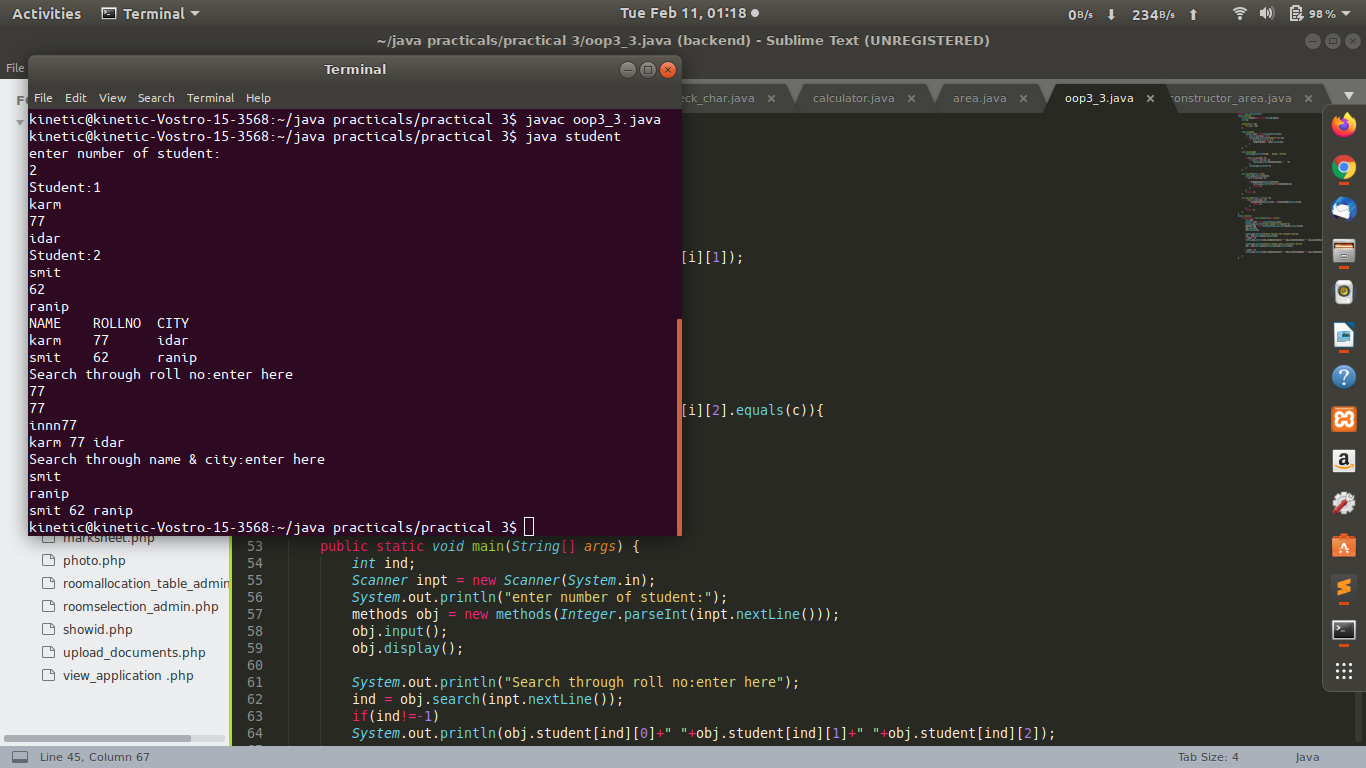 Activities Terminal Tue Feb 11, 01:18 0B/s 234B/s 98%
~/java practicals/practical 3/oop3_3.java (backend) - Sublime Text (UNREGISTERED)
File
Terminal
File Edit View Search Terminal Help
eck_char.java calculator.java area.java oop3_3.java onstructor_area.java
kinetic@kinetic-Vostro-15-3568:~/java practicals/practical 3$ javac oop3_3.java
kinetic@kinetic-Vostro-15-3568:~/java practicals/practical 3$ java student
enter number of student:
2
Student:1
karm
77
idar
Student:2
smit
62
ranip
NAME ROLLNO CITY
karm 77 idar
smit 62 ranip
Search through roll no:enter here
77
77
innn77
karm 77 idar
Search through name & city:enter here
smit
ranip
smit 62 ranip
kinetic@kinetic-Vostro-15-3568:~/java practicals/practical 3$
[i][1]);
[i][2].equals(c)){
marksheet.php
photo.php
roomallocation_table_admin
roomselection_admin.php
showid.php
upload_documents.php
view_application .php
53 public static void main(String[] args) {
54 int ind;
55 Scanner inpt = new Scanner(System.in);
56 System.out.println("enter number of student:");
57 methods obj = new methods(Integer.parseInt(inpt.nextLine()));
58 obj.input();
59 obj.display();
60
61 System.out.println("Search through roll no:enter here");
62 ind = obj.search(inpt.nextLine());
63 if(ind!=-1)
64 System.out.println(obj.student[ind][0]+" "+obj.student[ind][1]+" "+obj.student[ind][2]);
Line 45, Column 67 Tab Size: 4 Java